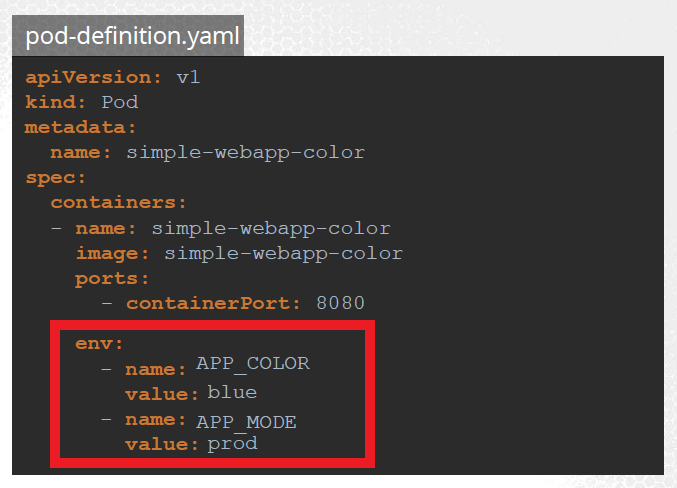 pod-definition.yaml
apiVersion: v1
kind: Pod
metadata:
  name: simple-webapp-color
spec:
  containers:
  - name: simple-webapp-color
    image: simple-webapp-color
    ports:
      - containerPort: 8080
    env:
      - name: APP_COLOR
        value: blue
      - name: APP_MODE
        value: prod